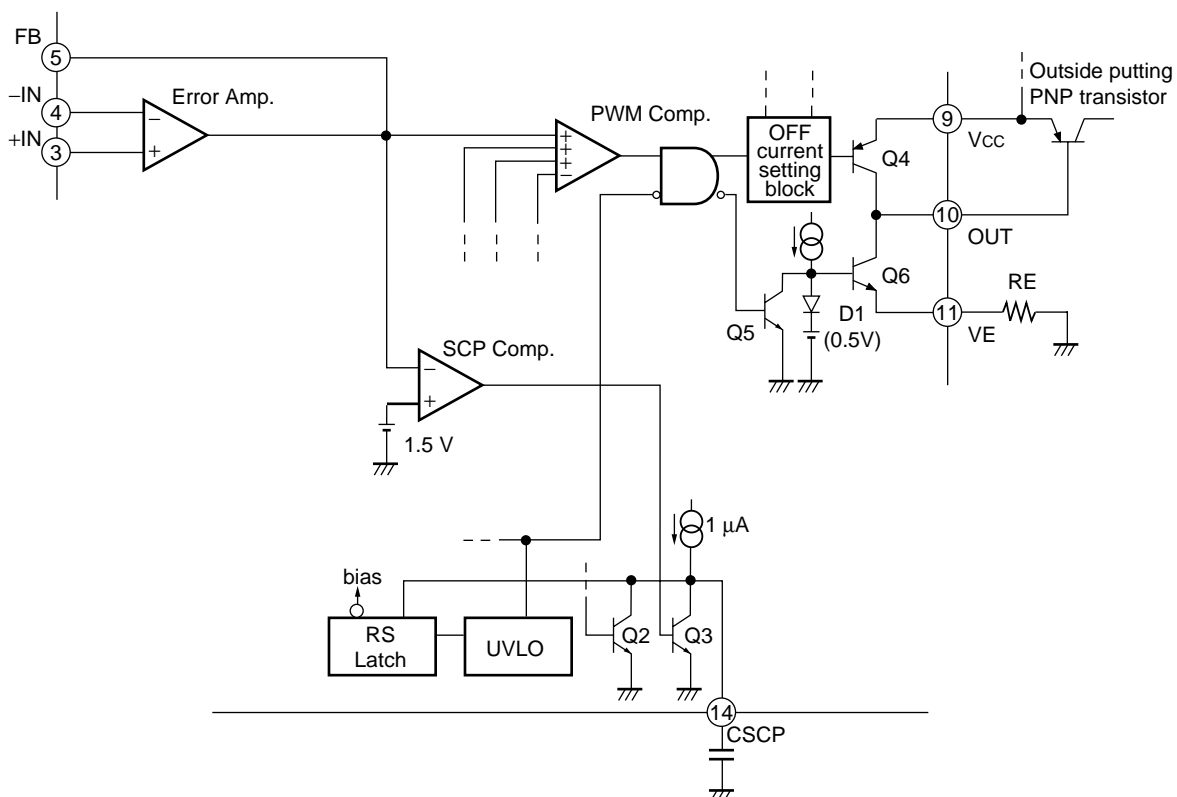 FB
5
−IN
4
+IN
3
Error Amp.
−
+
PWM Comp.
+
+
+
−
OFF
current
setting
block
Outside putting
PNP transistor
9
VCC
Q4
10
OUT
Q6
RE
11
VE
Q5
D1
(0.5V)
SCP Comp.
−
+
1.5 V
1 μA
bias
RS
Latch
UVLO
Q2
Q3
14
CSCP